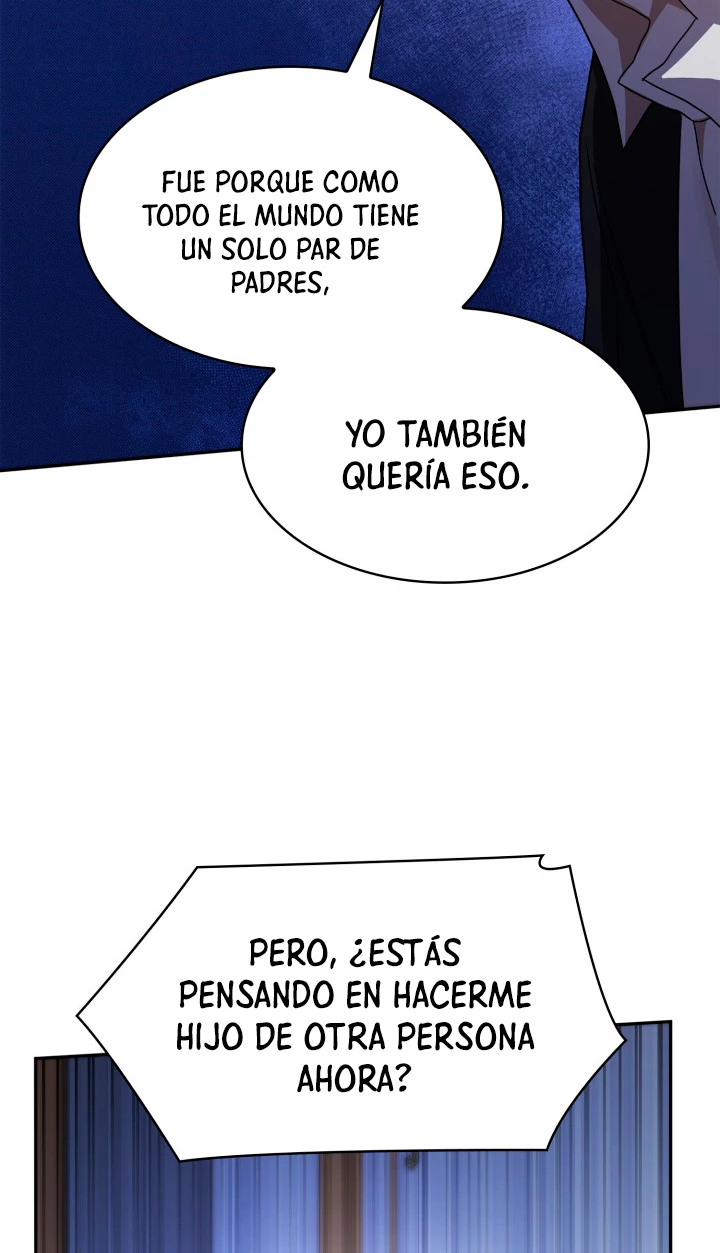 FUE PORQUE COMO
TODO EL MUNDO TIENE
UN SOLO PAR DE
PADRES,
YO TAMBIÉN
QUERÍA ESO.
PERO, ¿ESTÁS
PENSANDO EN HACERME
HIJO DE OTRA PERSONA
AHORA?